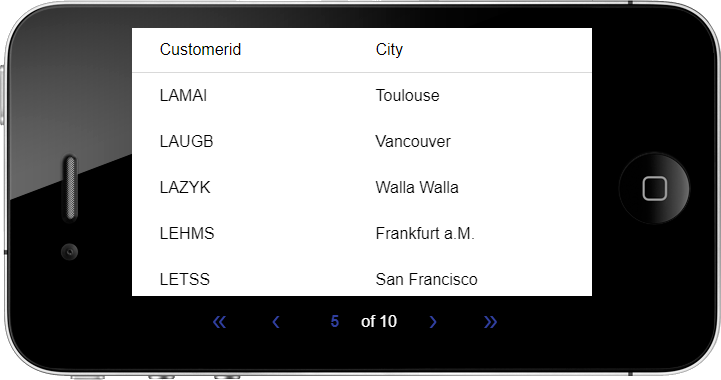 Customerid City
LAMAI Toulouse
LAUGB Vancouver
LAZYK Walla Walla
LEHMS Frankfurt a.M.
LETSS San Francisco
« ‹ 5 of 10 › »